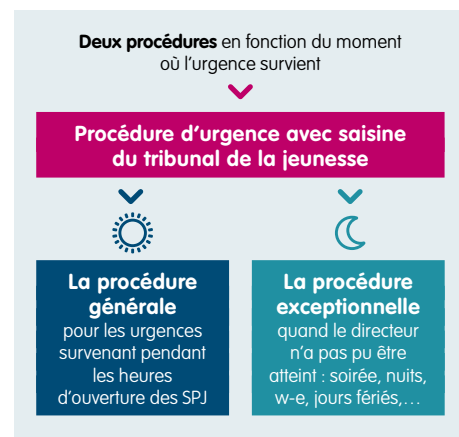 Deux procédures en fonction du moment
où l'urgence survient
Procédure d'urgence avec saisine
du tribunal de la jeunesse
La procédure
générale
pour les urgences
survenant pendant
les heures
d'ouverture des SPJ
La procédure
exceptionnelle
quand le directeur
n'a pas pu être
atteint : soirée, nuits,
w-e, jours fériés,…